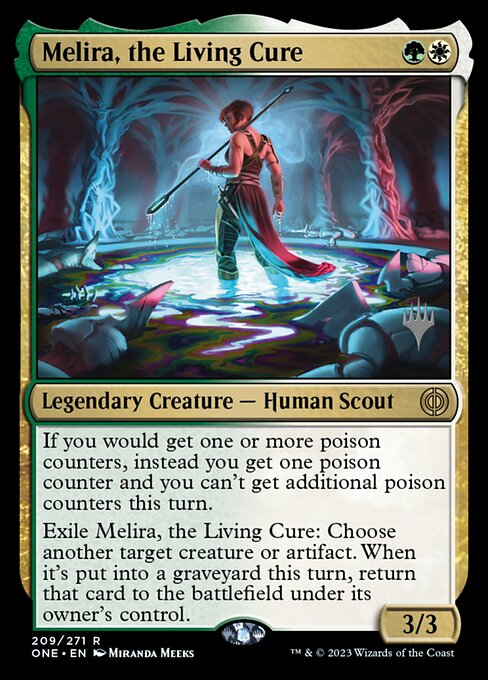 Melira, the Living Cure
Legendary Creature — Human Scout
If you would get one or more poison
counters, instead you get one poison
counter and you can't get additional poison
counters this turn.
Exile Melira, the Living Cure: Choose
another target creature or artifact. When
it's put into a graveyard this turn, return
that card to the battlefield under its
owner's control.
3/3
209/271 R
ONE • EN Miranda Meeks
™ & © 2023 Wizards of the Coast